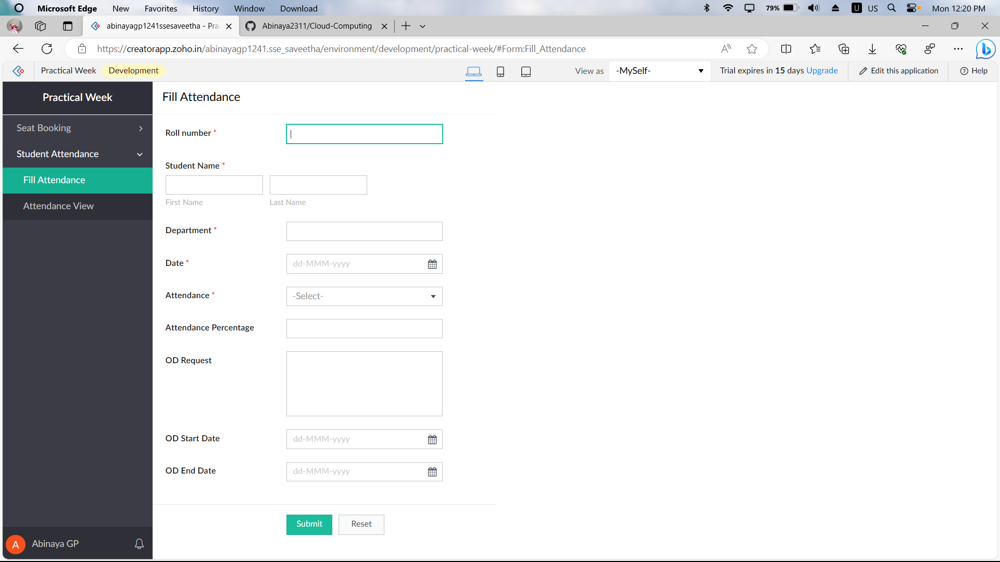 Microsoft Edge New Favorites History Window Download 79% U US Mon 12:20 PM
abinayagp1241ssesaveetha - Pra Abinaya2311/Cloud-Computing
https://creatorapp.zoho.in/abinayagp1241.sse_saveetha/environment/development/practical-week/#Form:Fill_Attendance
Practical Week Development View as -MySelf- Trial expires in 15 days Upgrade Edit this application Help
Practical Week
Fill Attendance
Seat Booking
Student Attendance
Fill Attendance
Attendance View
Roll number *
Student Name *
First Name Last Name
Department *
Date * dd-MMM-yyyy
Attendance * -Select-
Attendance Percentage
OD Request
OD Start Date dd-MMM-yyyy
OD End Date dd-MMM-yyyy
Submit Reset
A Abinaya GP